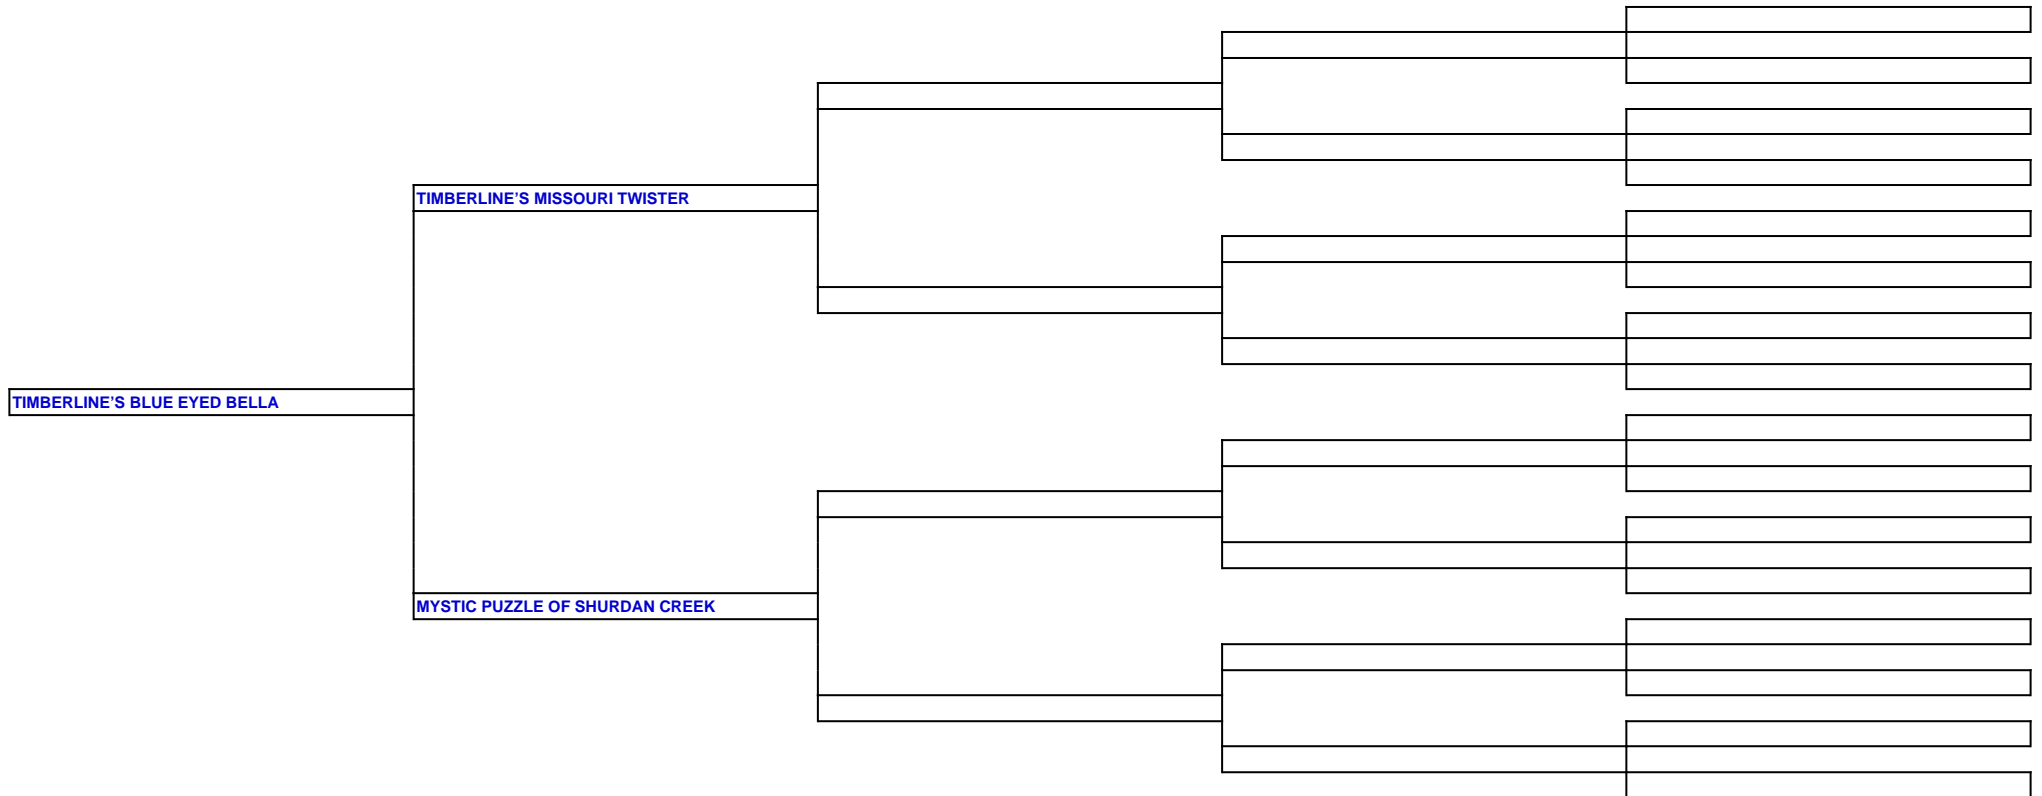 TIMBERLINE’S MISSOURI TWISTER
TIMBERLINE’S BLUE EYED BELLA
MYSTIC PUZZLE OF SHURDAN CREEK